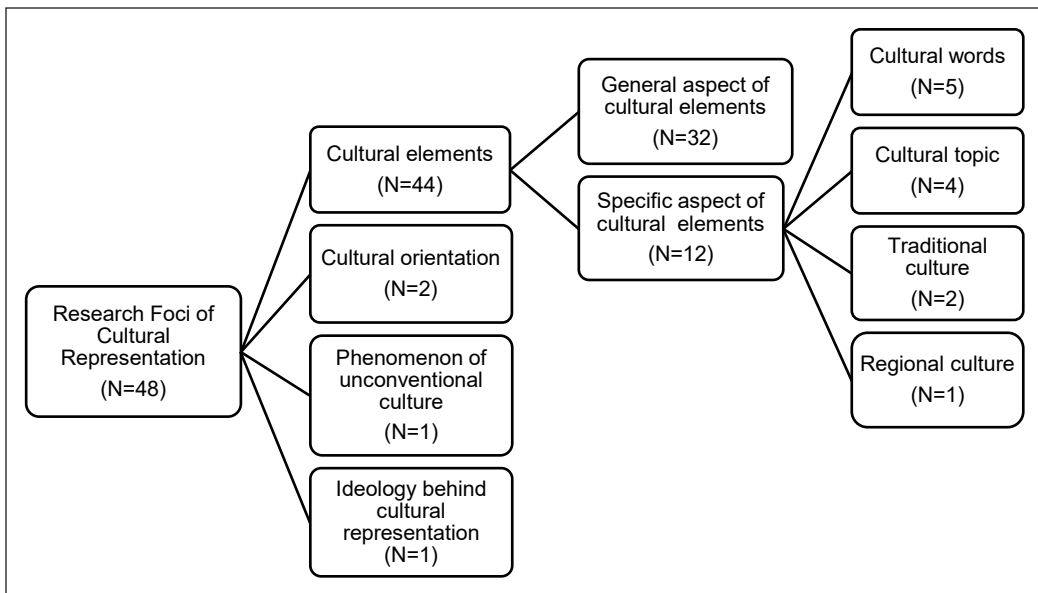 Research Foci of
Cultural
Representation
(N=48)
Cultural elements
(N=44)
Cultural orientation
(N=2)
Phenomenon of
unconventional
culture
(N=1)
Ideology behind
cultural
representation
(N=1)
General aspect of
cultural elements
(N=32)
Specific aspect of
cultural elements
(N=12)
Cultural words
(N=5)
Cultural topic
(N=4)
Traditional
culture
(N=2)
Regional culture
(N=1)